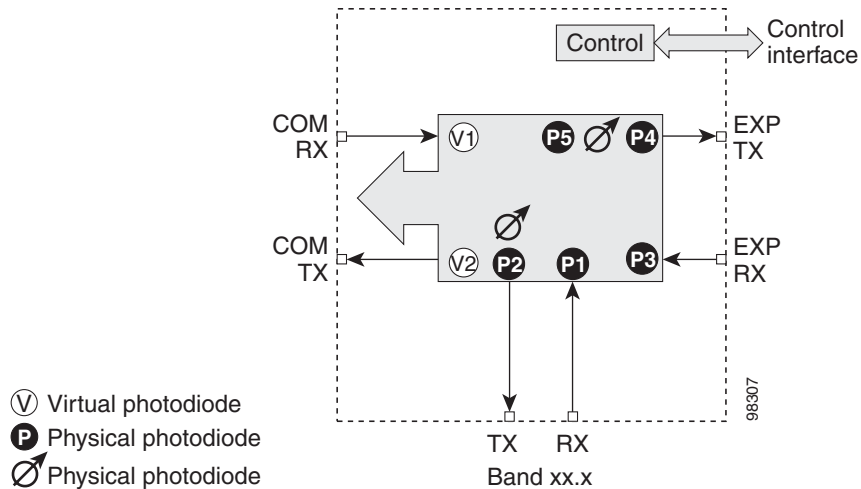 Control
Control
interface
COM
RX
V1
P5
P4
EXP
TX
COM
TX
V2
P2
P1
P3
EXP
RX
98307
V Virtual photodiode
P Physical photodiode
Physical photodiode
TX RX
Band xx.x